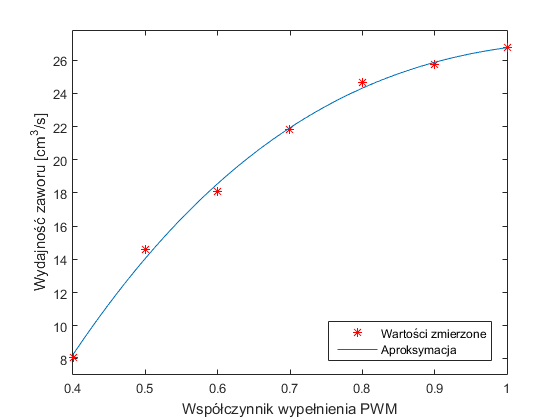 26
24
22
20
18
16
14
12
10
8
Wydajność zaworu [cm³/s]
Wartości zmierzone
Aproksymacja
0.4 0.5 0.6 0.7 0.8 0.9 1
Współczynnik wypełnienia PWM